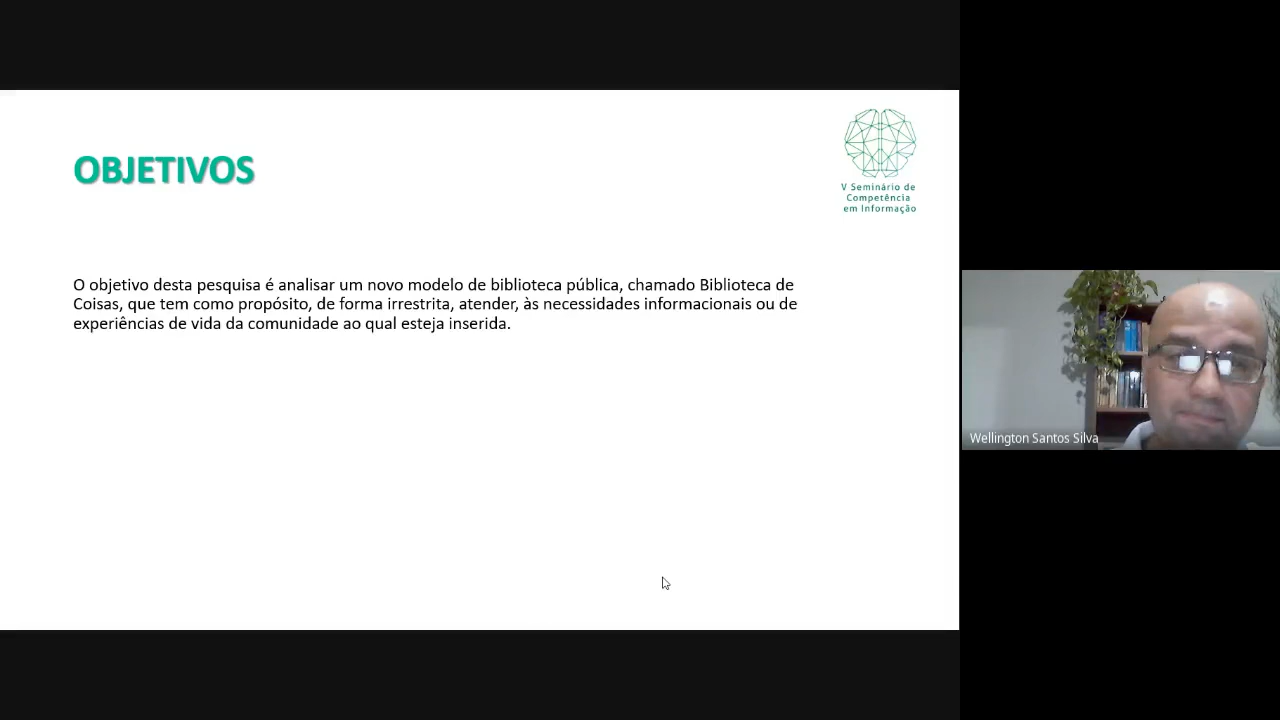 OBJETIVOS
V Seminário de
Competência
em Informação
O objetivo desta pesquisa é analisar um novo modelo de biblioteca pública, chamado Biblioteca de
Coisas, que tem como propósito, de forma irrestrita, atender, às necessidades informacionais ou de
experiências de vida da comunidade ao qual esteja inserida.
Wellington Santos Silva